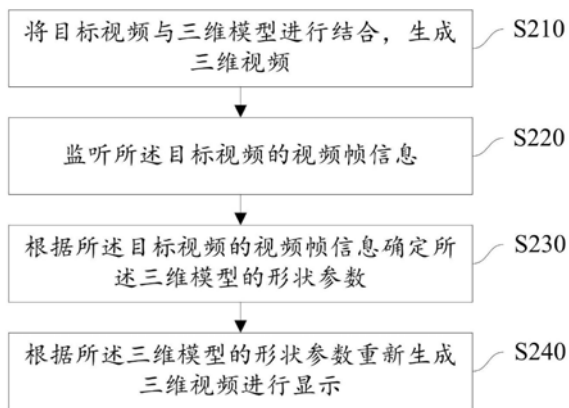 将目标视频与三维模型进行结合，生成
三维视频
S210
监听所述目标视频的视频帧信息
S220
根据所述目标视频的视频帧信息确定所
述三维模型的形状参数
S230
根据所述三维模型的形状参数重新生成
三维视频进行显示
S240